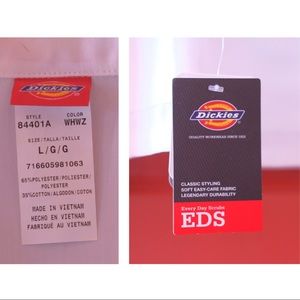 Dickies
STYLE COLOR
84401A WHWZ
SIZE/TALLA/TAILLE
L/G/G
716605981063
65%POLYESTER/POLIESTER/
POLYESTER
35%COTTON/ALGODON/COTON
MADE IN VIETNAM
HECHO EN VIETNAM
FABRIQUÉ AU VIETNAM
Dickies
QUALITY WORKWEAR SINCE 1922
CLASSIC STYLING
SOFT EASY-CARE FABRIC
LEGENDARY DURABILITY
Every Day Scrubs
EDS